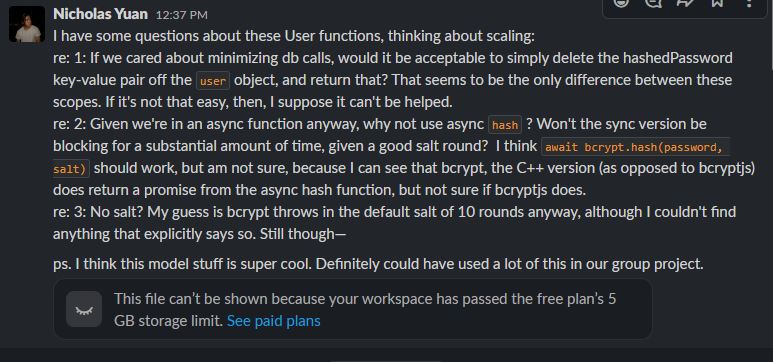 Nicholas Yuan 12:37 PM
I have some questions about these User functions, thinking about scaling:
re: 1: If we cared about minimizing db calls, would it be acceptable to simply delete the hashedPassword
key-value pair off the user object, and return that? That seems to be the only difference between these
scopes. If it's not that easy, then, I suppose it can't be helped.
re: 2: Given we're in an async function anyway, why not use async hash ? Won't the sync version be
blocking for a substantial amount of time, given a good salt round?  I think await bcrypt.hash(password,
salt) should work, but am not sure, because I can see that bcrypt, the C++ version (as opposed to bcryptjs)
does return a promise from the async hash function, but not sure if bcryptjs does.
re: 3: No salt? My guess is bcrypt throws in the default salt of 10 rounds anyway, although I couldn't find
anything that explicitly says so. Still though—
ps. I think this model stuff is super cool. Definitely could have used a lot of this in our group project.
This file can't be shown because your workspace has passed the free plan's 5
GB storage limit. See paid plans